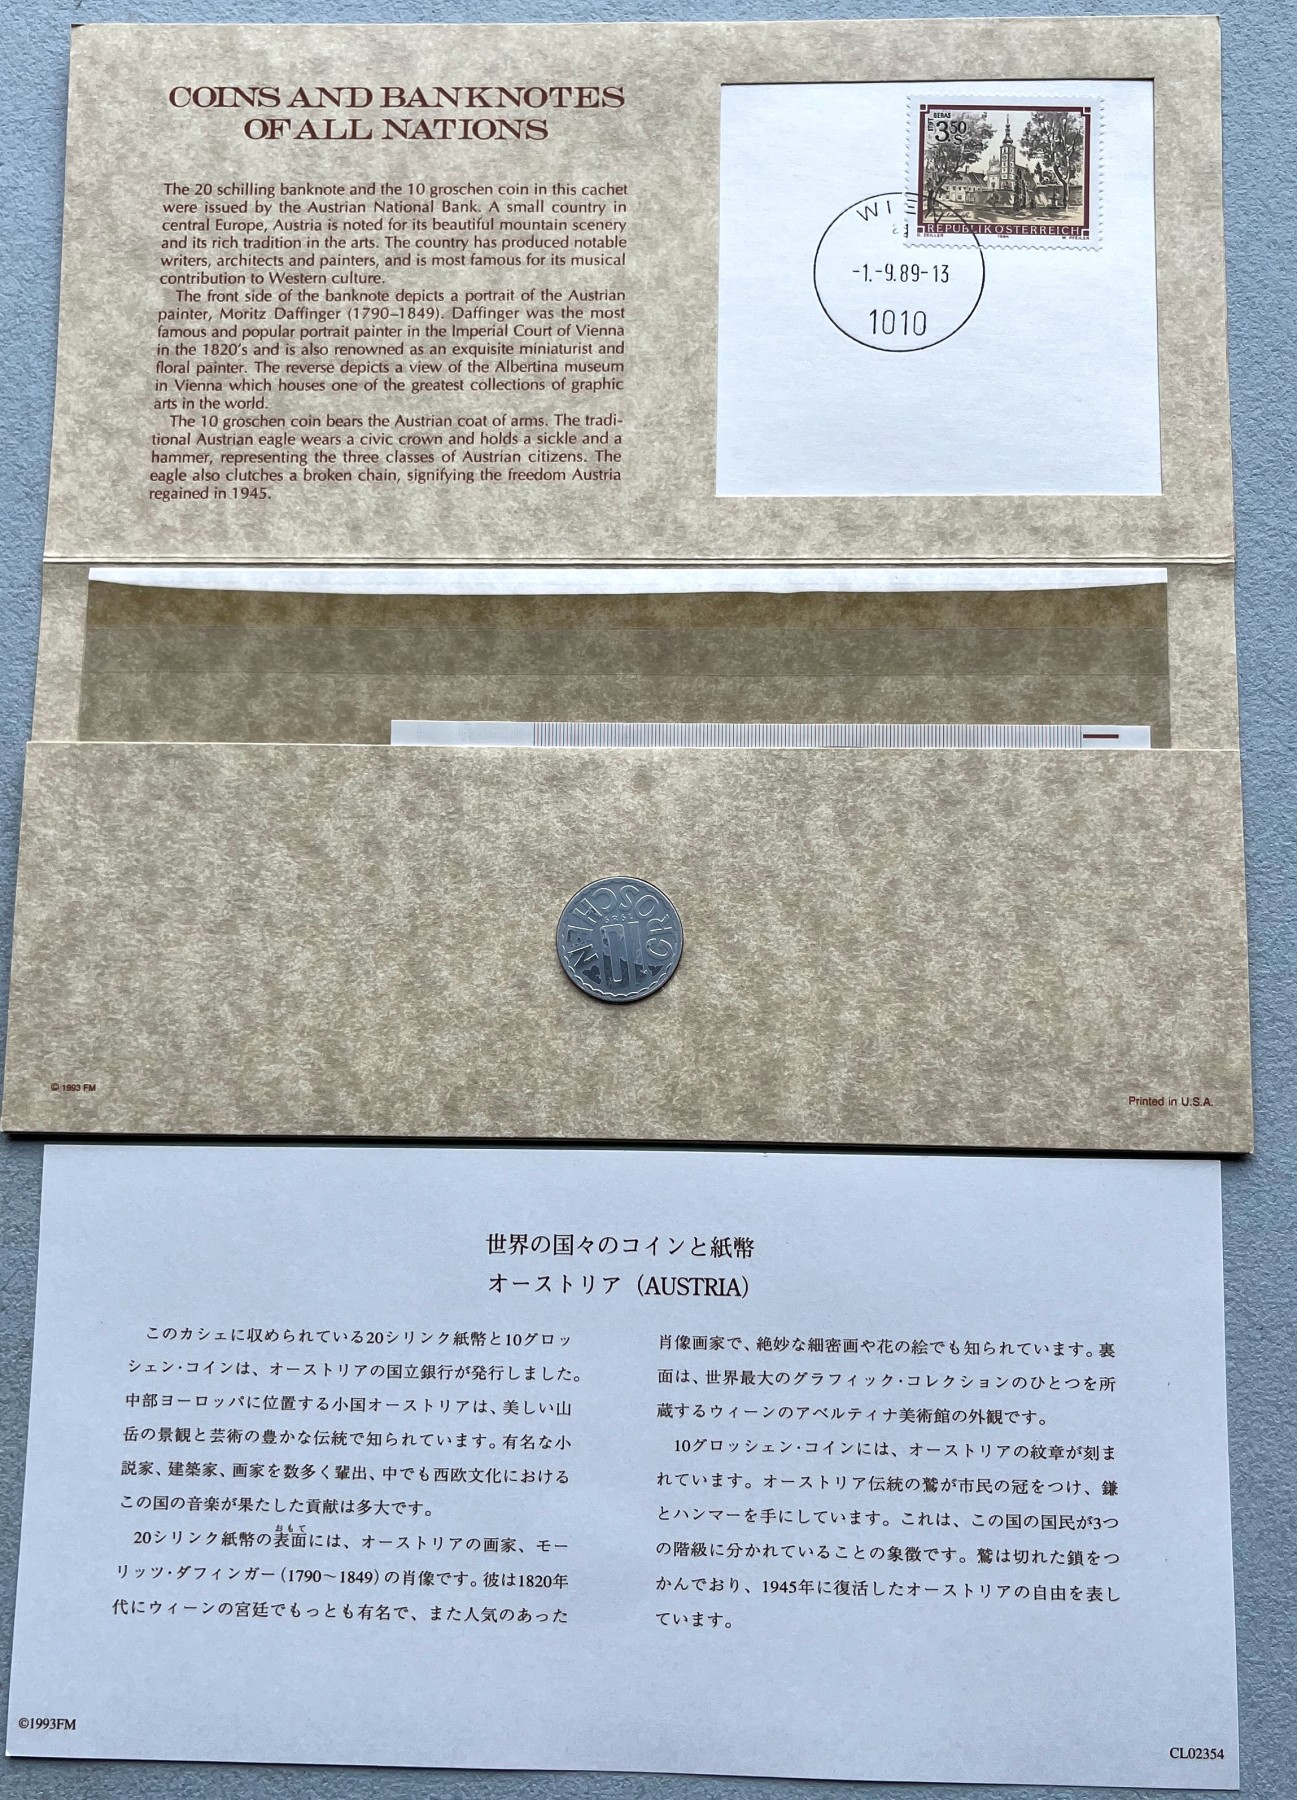 COINS AND BANKNOTES
OF ALL NATIONS
The 20 schilling banknote and the 10 groschen coin in this cachet
were issued by the Austrian National Bank. A small country in
central Europe, Austria is noted for its beautiful mountain scenery
and its rich tradition in the arts. The country has produced notable
writers, architects and painters, and is most famous for its musical
contribution to Western culture.
The front side of the banknote depicts a portrait of the Austrian
painter, Moritz Daffinger (1790–1849). Daffinger was the most
famous and popular portrait painter in the Imperial Court of Vienna
in the 1820's and is also renowned as an exquisite miniaturist and
floral painter. The reverse depicts a view of the Albertina museum
in Vienna which houses one of the greatest collections of graphic
arts in the world.
The 10 groschen coin bears the Austrian coat of arms. The tradi-
tional Austrian eagle wears a civic crown and holds a sickle and a
hammer, representing the three classes of Austrian citizens. The
eagle also clutches a broken chain, signifying the freedom Austria
regained in 1945.
GERAS
3.50
S
REPUBLIK ÖSTERREICH
WIEN
-1.-9.89-13
1010
GROSCHEN
10
© 1993 FM
Printed in U.S.A.
世界の国々のコインと紙幣
オーストリア（AUSTRIA）
このカシェに収められている20シリンク紙幣と10グロッ
シェン・コインは、オーストリアの国立銀行が発行しました。
中部ヨーロッパに位置する小国オーストリアは、美しい山
岳の景観と芸術の豊かな伝統で知られています。有名な小
説家、建築家、画家を数多く輩出、中でも西欧文化における
この国の音楽が果たした貢献は多大です。
おもて
20シリンク紙幣の表面には、オーストリアの画家、モー
リッツ・ダフィンガー（1790～1849）の肖像です。彼は1820年
代にウィーンの宮廷でもっとも有名で、また人気のあった
肖像画家で、絶妙な細密画や花の絵でも知られています。裏
面は、世界最大のグラフィック・コレクションのひとつを所
蔵するウィーンのアベルティナ美術館の外観です。
10グロッシェン・コインには、オーストリアの紋章が刻ま
れています。オーストリア伝統の鷲が市民の冠をつけ、鎌
とハンマーを手にしています。これは、この国の国民が3つ
の階級に分かれていることの象徴です。鷲は切れた鎖をつ
かんでおり、1945年に復活したオーストリアの自由を表し
ています。
©1993FM
CL02354